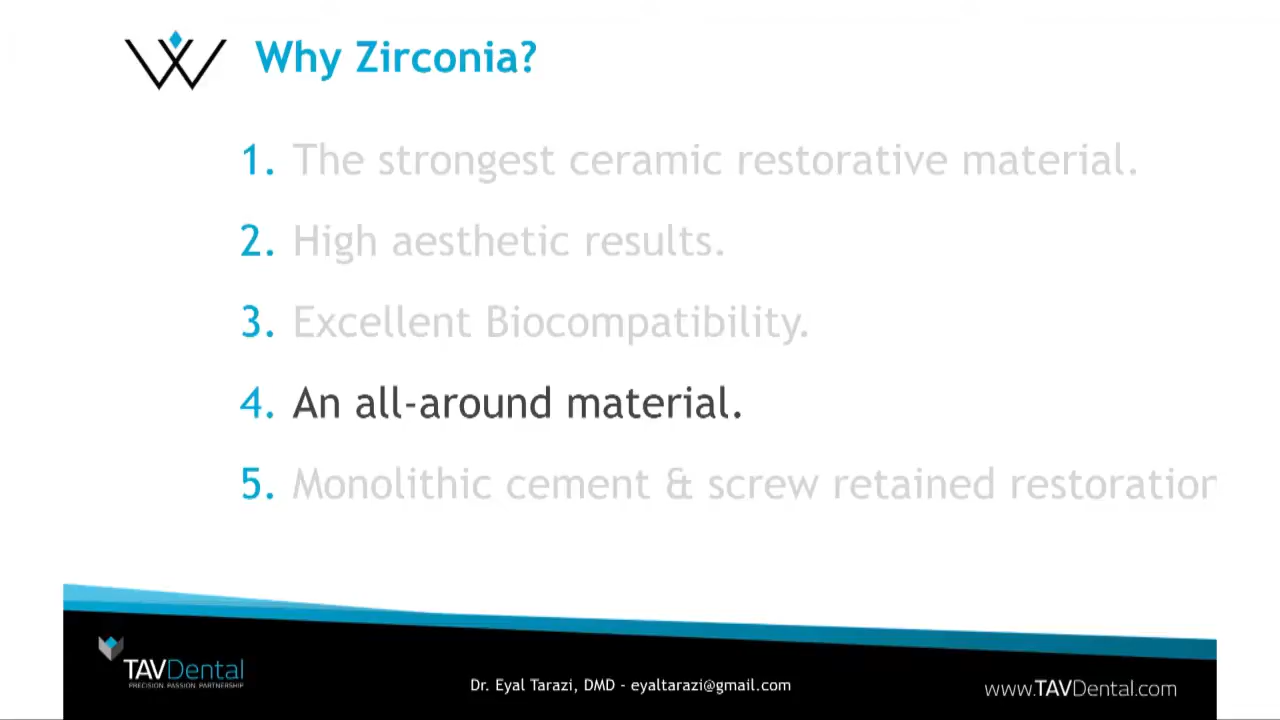 Why Zirconia?
1. The strongest ceramic restorative material.
2. High aesthetic results.
3. Excellent Biocompatibility.
4. An all-around material.
5. Monolithic cement & screw retained restoration
TAVDental
PRECISION. PASSION. PARTNERSHIP
Dr. Eyal Tarazi, DMD - eyaltarazi@gmail.com
www.TAVDental.com